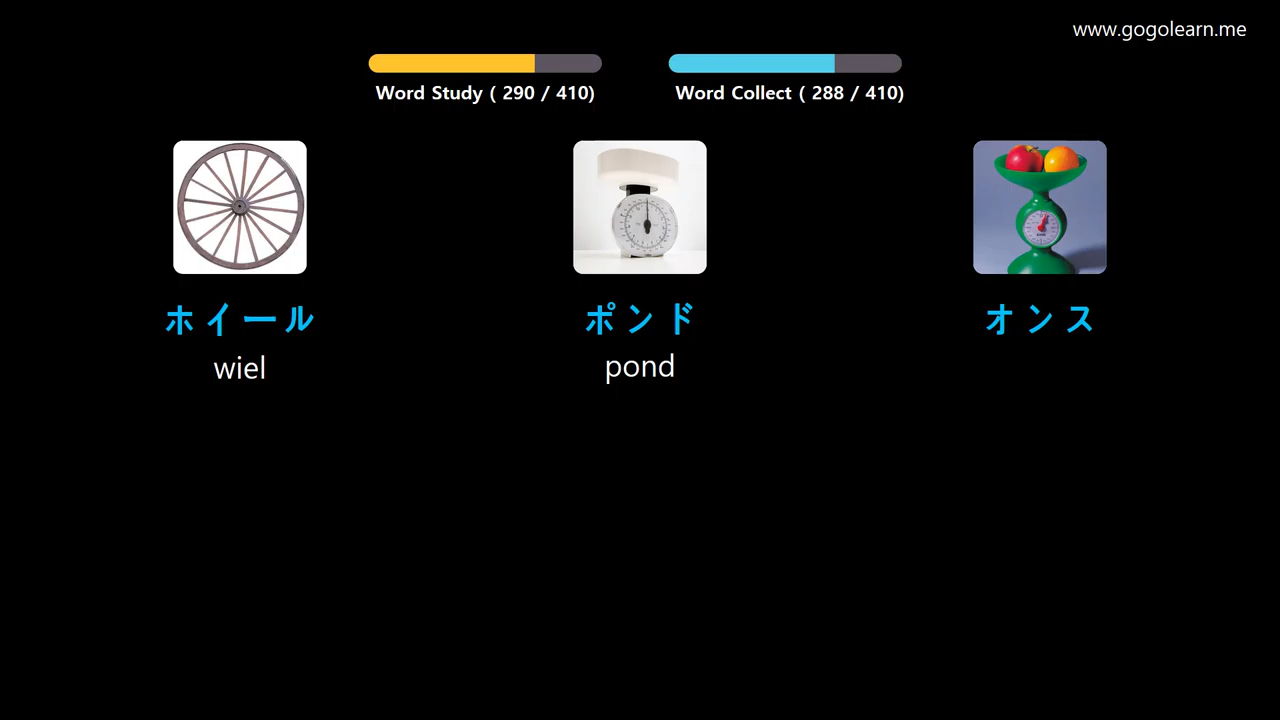 www.gogolearn.me
Word Study ( 290 / 410)
Word Collect ( 288 / 410)
ホイール
ポンド
オンス
wiel
pond